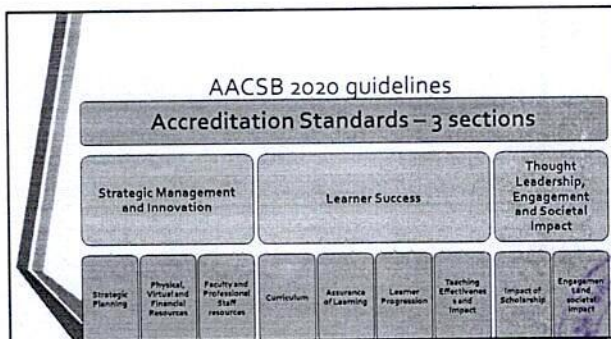 AACSB 2020 guidelines
Accreditation Standards – 3 sections
Strategic Management
and Innovation
Learner Success
Thought
Leadership,
Engagement
and Societal
Impact
Strategic
Planning
Physical,
Virtual and
Financial
Resources
Faculty and
Professional
Staff
resources
Curriculum
Assurance
of Learning
Learner
Progression
Teaching
Effectivenes
s and
Impact
Impact of
Scholarship
Engagemen
t and
societal
impact